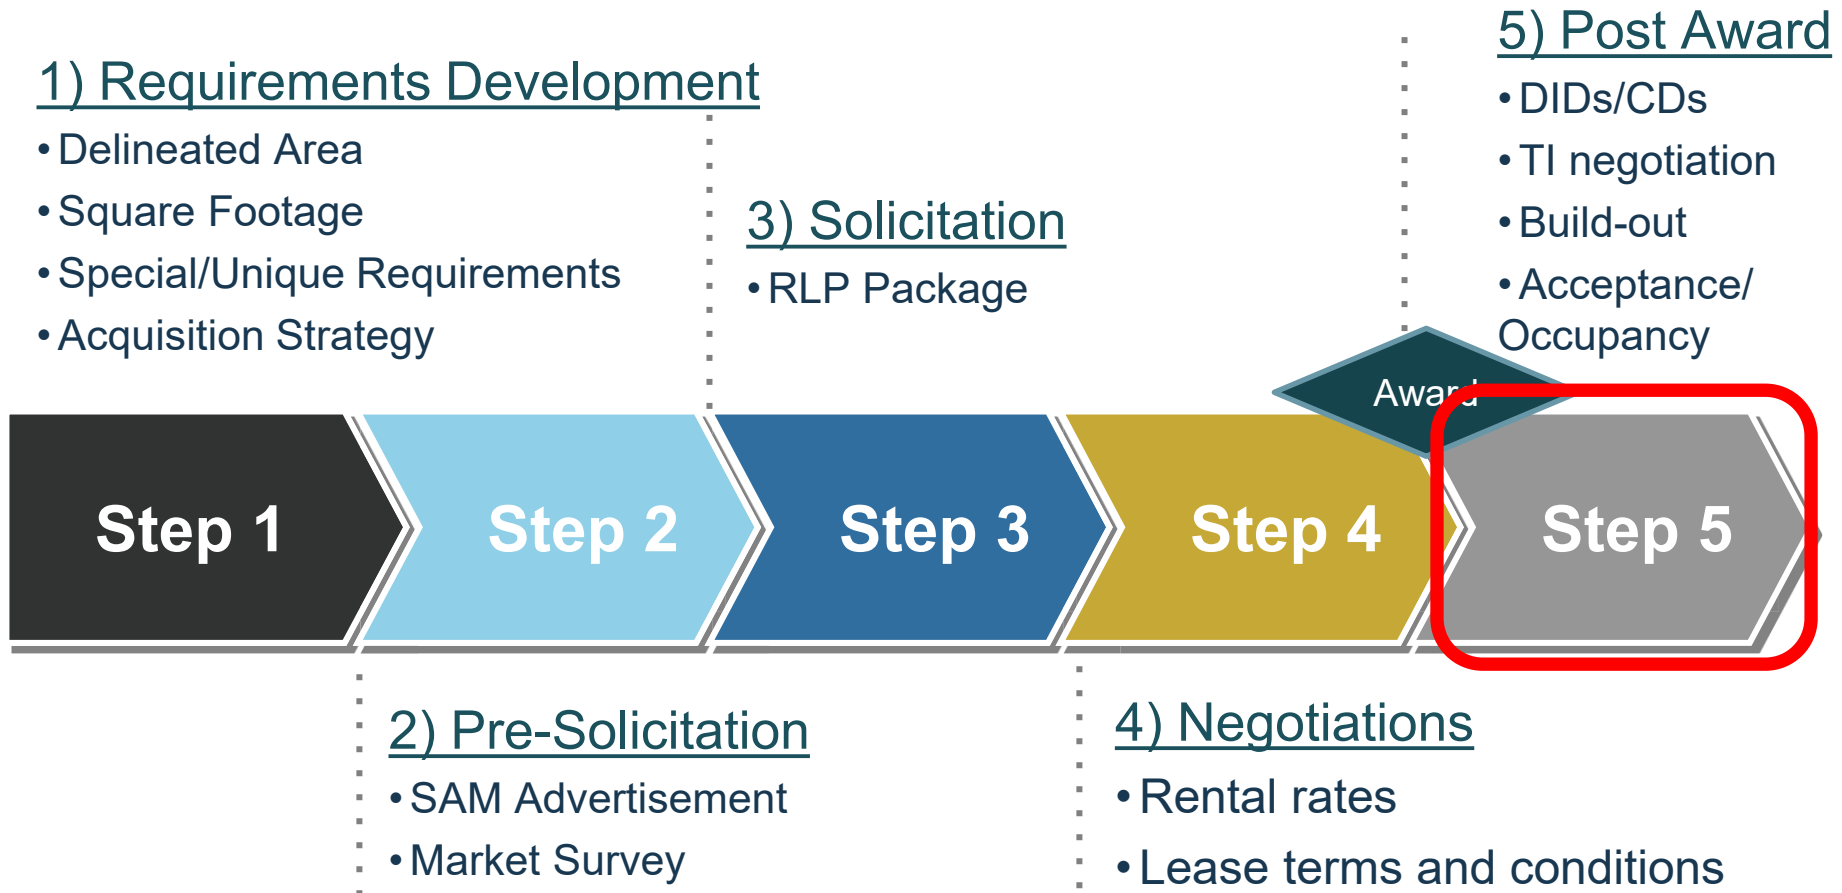 1) Requirements Development
• Delineated Area
• Square Footage
• Special/Unique Requirements
• Acquisition Strategy
3) Solicitation
• RLP Package
5) Post Award
• DIDs/CDs
• TI negotiation
• Build-out
• Acceptance/
Occupancy
Award
Step 1
Step 2
Step 3
Step 4
Step 5
2) Pre-Solicitation
• SAM Advertisement
• Market Survey
4) Negotiations
• Rental rates
• Lease terms and conditions